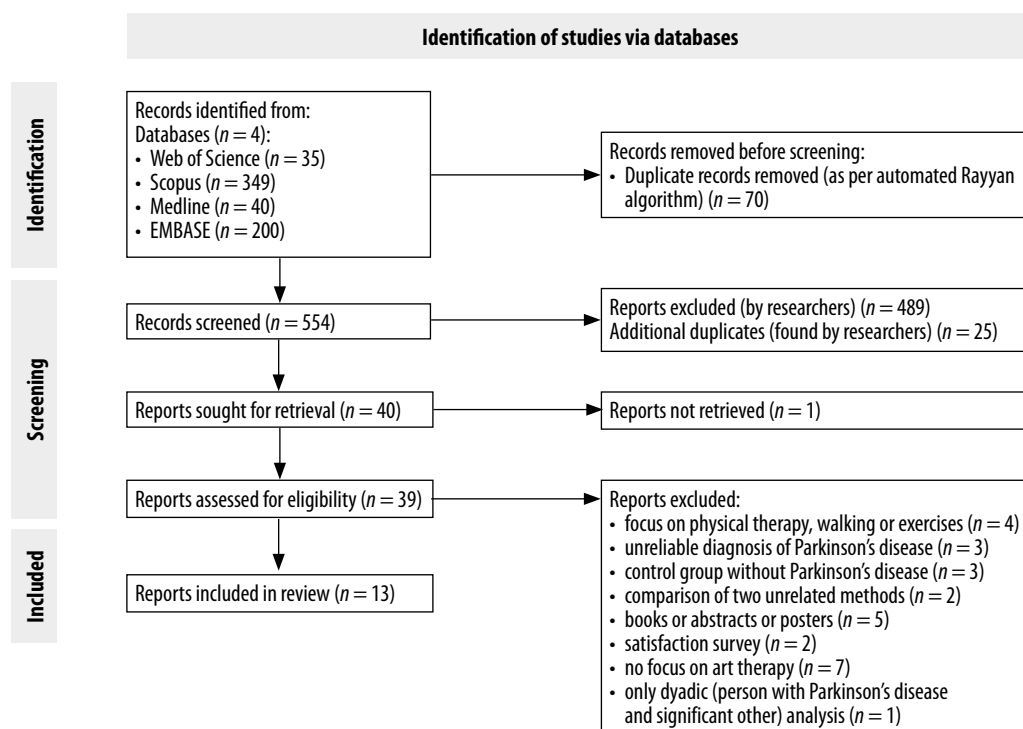 Identification of studies via databases
Identification
Records identified from:
Databases (n = 4):
• Web of Science (n = 35)
• Scopus (n = 349)
• Medline (n = 40)
• EMBASE (n = 200)
Records removed before screening:
• Duplicate records removed (as per automated Rayyan
algorithm) (n = 70)
Screening
Records screened (n = 554)
Reports excluded (by researchers) (n = 489)
Additional duplicates (found by researchers) (n = 25)
Reports sought for retrieval (n = 40)
Reports not retrieved (n = 1)
Reports assessed for eligibility (n = 39)
Reports excluded:
• focus on physical therapy, walking or exercises (n = 4)
• unreliable diagnosis of Parkinson's disease (n = 3)
• control group without Parkinson's disease (n = 3)
• comparison of two unrelated methods (n = 2)
• books or abstracts or posters (n = 5)
• satisfaction survey (n = 2)
• no focus on art therapy (n = 7)
• only dyadic (person with Parkinson's disease
and significant other) analysis (n = 1)
Included
Reports included in review (n = 13)